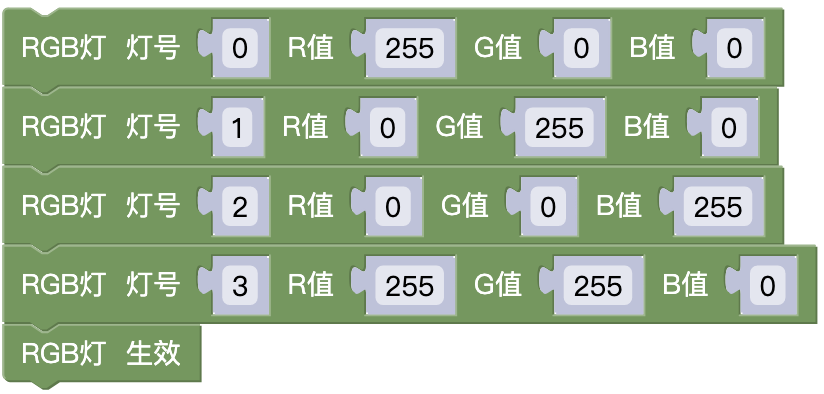 RGB灯 灯号 0 R值 255 G值 0 B值 0
RGB灯 灯号 1 R值 0 G值 255 B值 0
RGB灯 灯号 2 R值 0 G值 0 B值 255
RGB灯 灯号 3 R值 255 G值 255 B值 0
RGB灯 生效